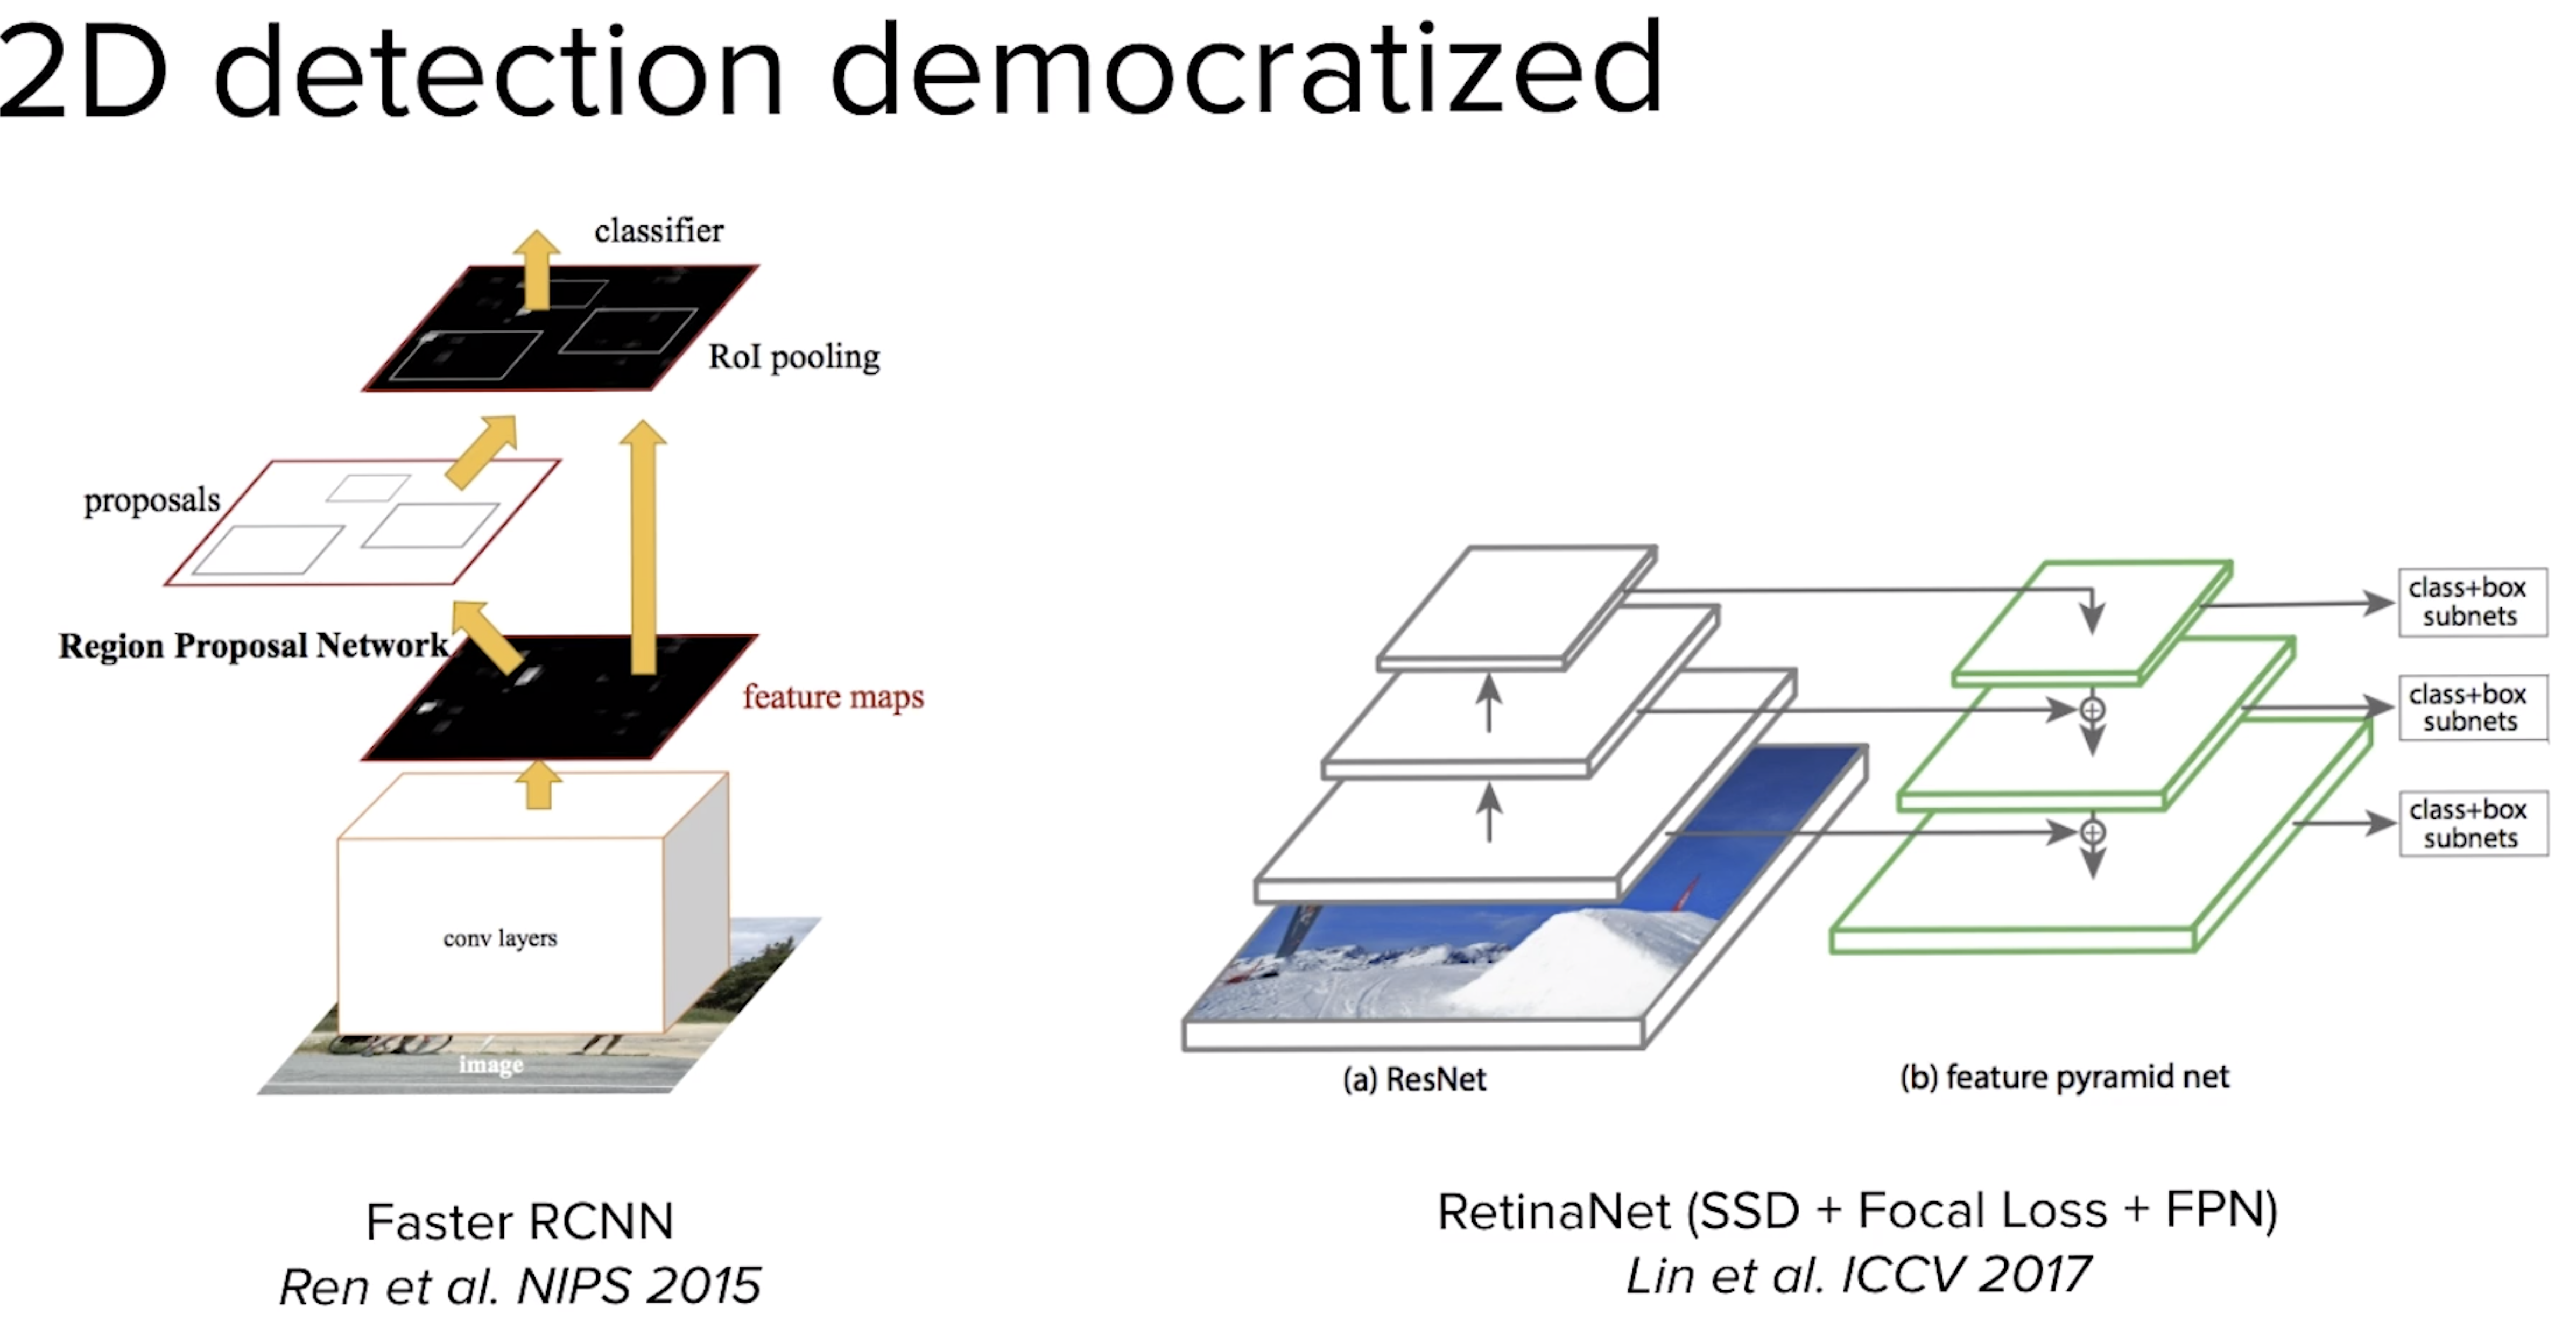 2D detection democratized
classifier
RoI pooling
proposals
Region Proposal Network
feature maps
conv layers
image
Faster RCNN
Ren et al. NIPS 2015
class+box
subnets
class+box
subnets
class+box
subnets
(a) ResNet
(b) feature pyramid net
RetinaNet (SSD + Focal Loss + FPN)
Lin et al. ICCV 2017